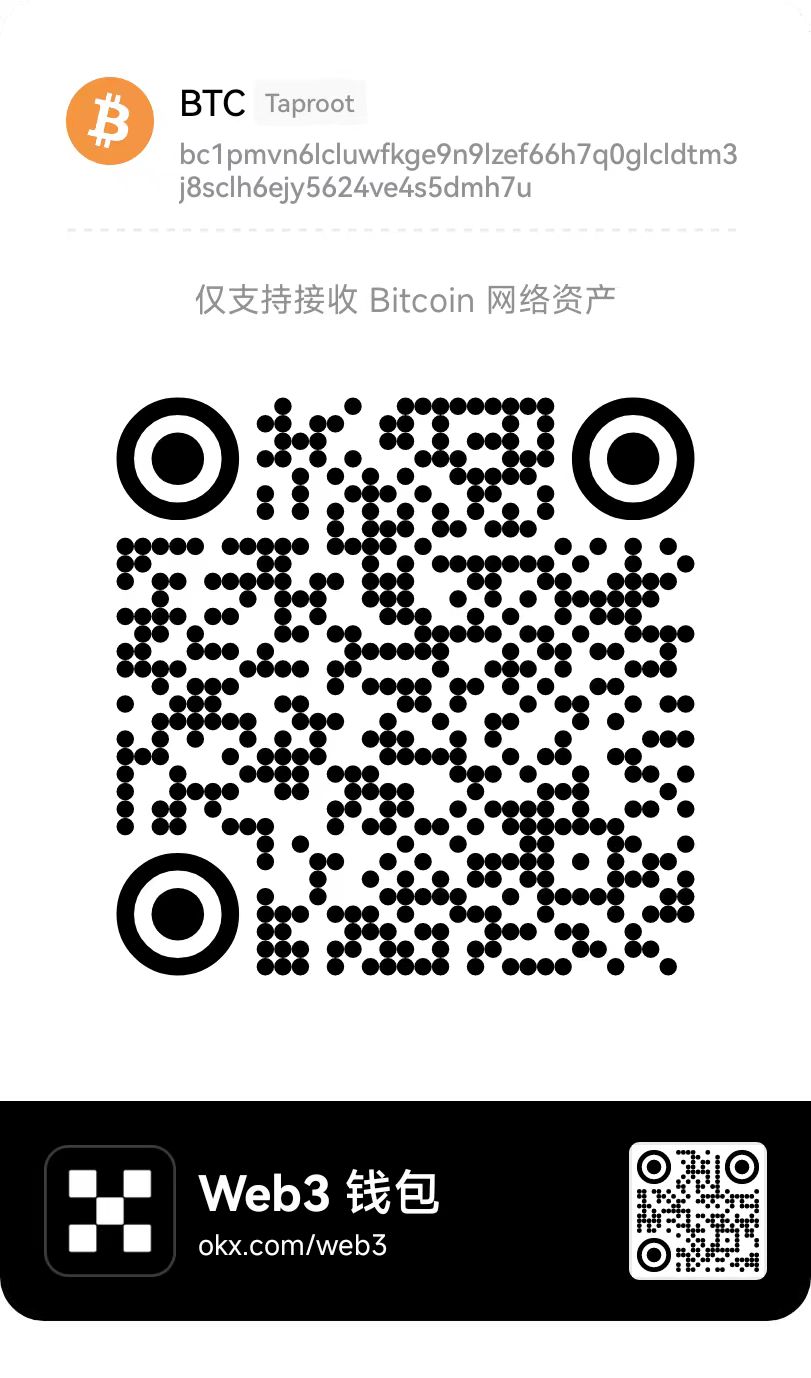 BTC Taproot
bc1pmvn6lcluwfkge9n9lzef66h7q0glcldtm3
j8sclh6ejy5624ve4s5dmh7u
仅支持接收 Bitcoin 网络资产
Web3 钱包
okx.com/web3